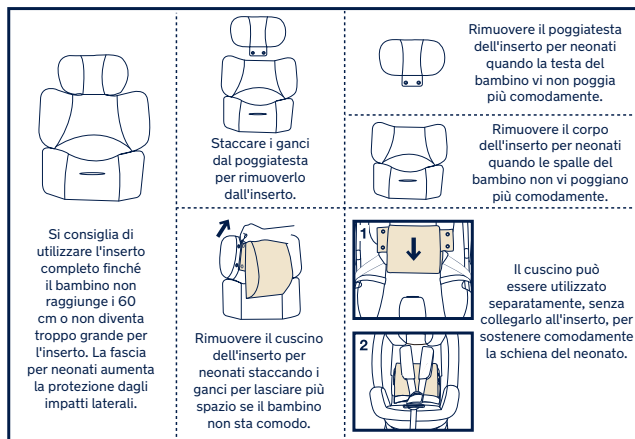 Si consiglia di
utilizzare l'inserto
completo finché
il bambino non
raggiunge i 60
cm o non diventa
troppo grande per
l'inserto. La fascia
per neonati aumenta
la protezione dagli
impatti laterali.
Staccare i ganci
dal poggiatesta
per rimuoverlo
dall'inserto.
Rimuovere il poggiatesta
dell'inserto per neonati
quando la testa del
bambino vi non poggia
più comodamente.
Rimuovere il corpo
dell'inserto per neonati
quando le spalle del
bambino non vi poggiano
più comodamente.
Rimuovere il cuscino
dell'inserto per
neonati staccando i
ganci per lasciare più
spazio se il bambino
non sta comodo.
1
2
Il cuscino può
essere utilizzato
separatamente, senza
collegarlo all'inserto, per
sostenere comodamente
la schiena del neonato.